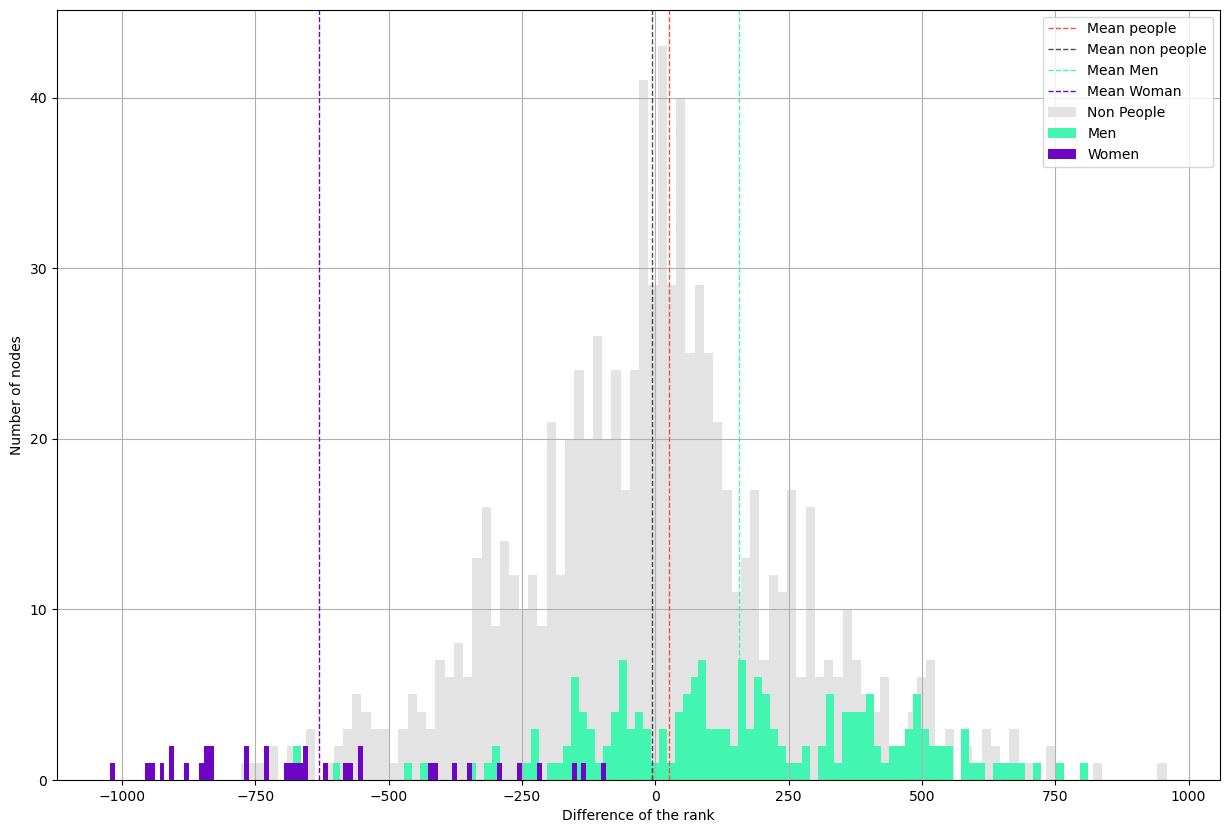 Mean people
Mean non people
Mean Men
Mean Woman
Non People
Men
Women
Number of nodes
40
30
20
10
0
−1000 −750 −500 −250 0 250 500 750 1000
Difference of the rank